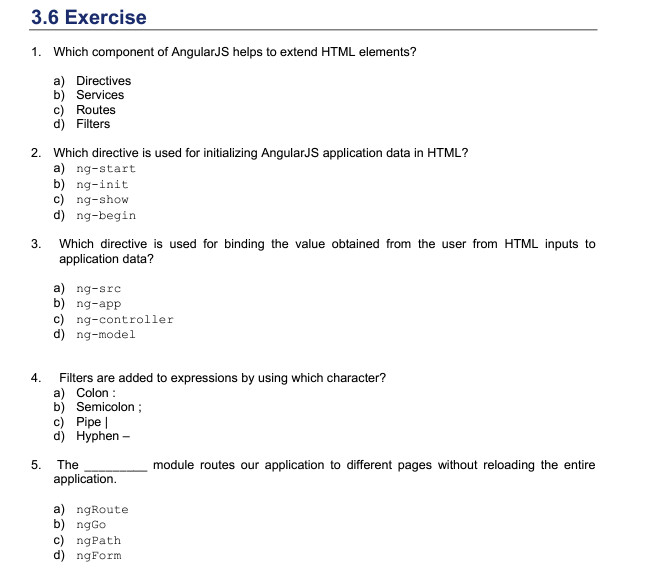 3.6 Exercise
1. Which component of AngularJS helps to extend HTML elements?
a) Directives
b) Services
c) Routes
d) Filters
2. Which directive is used for initializing AngularJS application data in HTML?
a) ng-start
b) ng-init
c) ng-show
d) ng-begin
3. Which directive is used for binding the value obtained from the user from HTML inputs to
application data?
a) ng-src
b) ng-app
c) ng-controller
d) ng-model
4. Filters are added to expressions by using which character?
a) Colon :
b) Semicolon ;
c) Pipe |
d) Hyphen –
5. The _________ module routes our application to different pages without reloading the entire
application.
a) ngRoute
b) ngGo
c) ngPath
d) ngForm